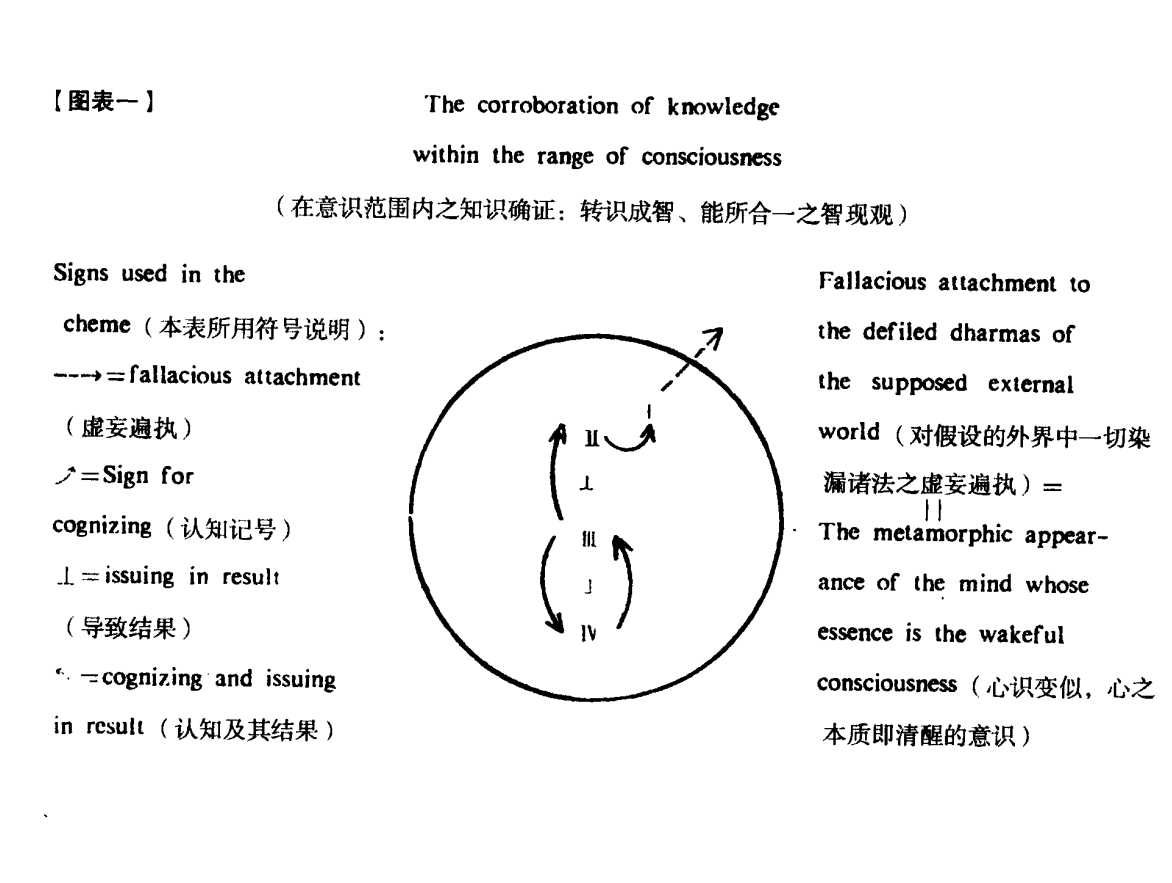 【图表一】
The corroboration of knowledge
within the range of consciousness
（在意识范围内之知识确证：转识成智、能所合一之智现观）
Signs used in the
cheme（本表所用符号说明）：
---→=fallacious attachment
（虚妄遍执）
↗=Sign for
cognizing（认知记号）
⊥=issuing in result
（导致结果）
=cognizing and issuing
in result（认知及其结果）
I
II
⊥
III
IV
Fallacious attachment to
the defiled dharmas of
the supposed external
world（对假设的外界中一切染
漏诸法之虚妄遍执）=
||
The metamorphic appear-
ance of the mind whose
essence is the wakeful
consciousness（心识变似，心之
本质即清醒的意识）